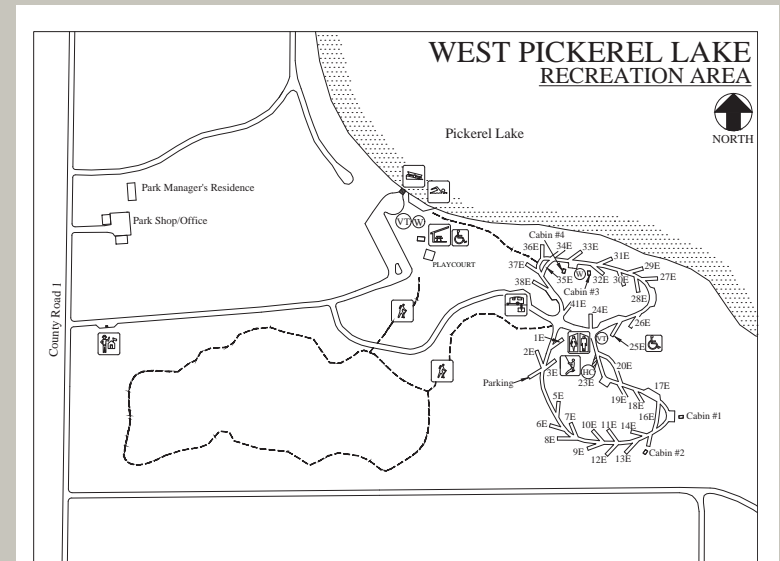 WEST PICKEREL LAKE
RECREATION AREA
NORTH
Pickerel Lake
Park Manager's Residence
Park Shop/Office
County Road 1
VT
W
PLAYCOURT
Cabin #4
36E
34E
33E
31E
29E
27E
37E
35E
W
32E
30E
28E
38E
Cabin #3
41E
24E
26E
25E
1E
VT
2E
3E
HC
23E
20E
Parking
5E
19E
18E
17E
16E
Cabin #1
6E
7E
8E
10E
11E
14E
9E
12E
13E
Cabin #2